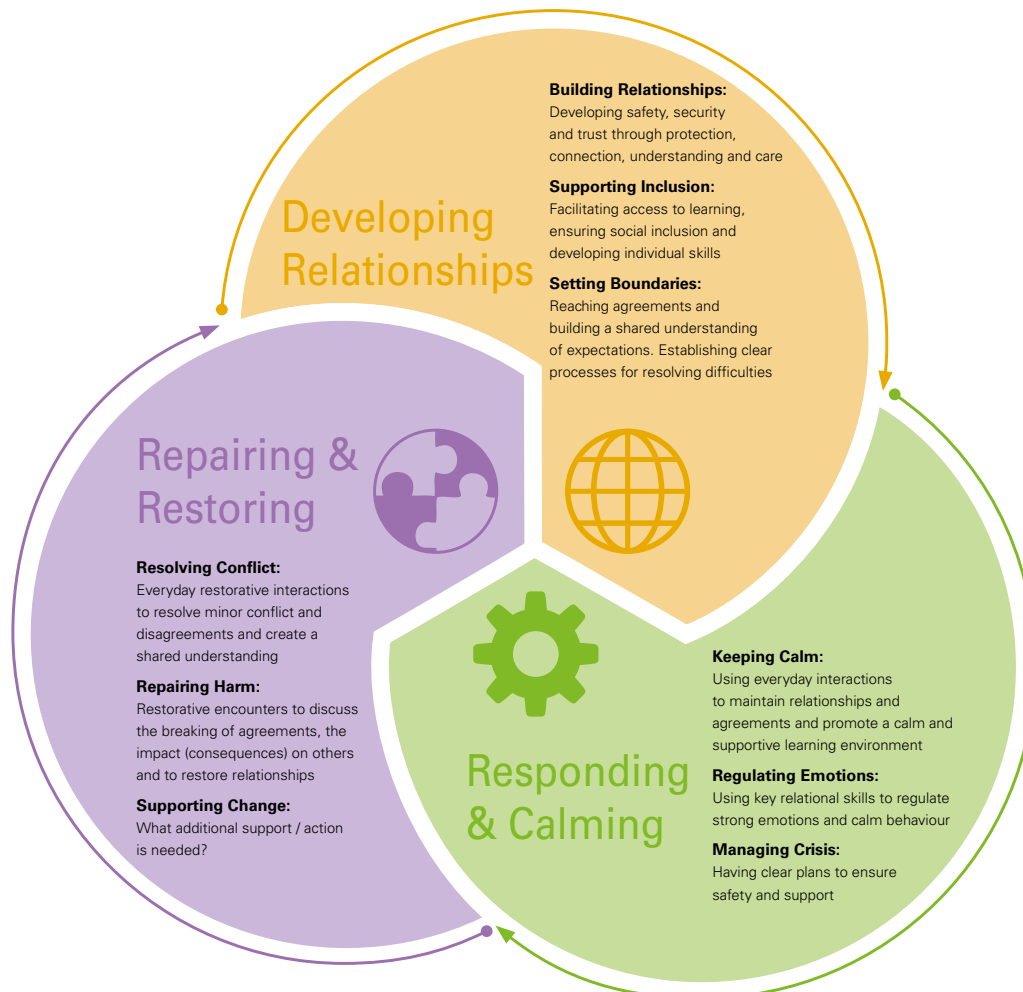 Developing
Relationships
Building Relationships:
Developing safety, security
and trust through protection,
connection, understanding and care
Supporting Inclusion:
Facilitating access to learning,
ensuring social inclusion and
developing individual skills
Setting Boundaries:
Reaching agreements and
building a shared understanding
of expectations. Establishing clear
processes for resolving difficulties
Responding
& Calming
Keeping Calm:
Using everyday interactions
to maintain relationships and
agreements and promote a calm and
supportive learning environment
Regulating Emotions:
Using key relational skills to regulate
strong emotions and calm behaviour
Managing Crisis:
Having clear plans to ensure
safety and support
Repairing &
Restoring
Resolving Conflict:
Everyday restorative interactions
to resolve minor conflict and
disagreements and create a
shared understanding
Repairing Harm:
Restorative encounters to discuss
the breaking of agreements, the
impact (consequences) on others
and to restore relationships
Supporting Change:
What additional support / action
is needed?